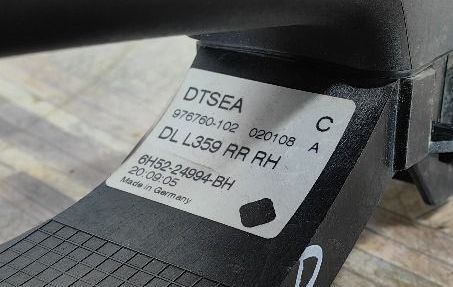 DTSEA C
976760-102 020108 A
DL L359 RR RH
6H52-24994-BH
20.09.05
Made in Germany